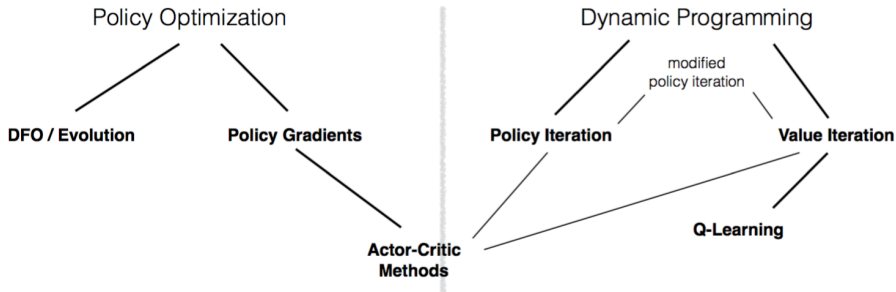 Policy Optimization
Dynamic Programming
modified
policy iteration
DFO / Evolution
Policy Gradients
Policy Iteration
Value Iteration
Q-Learning
Actor-Critic
Methods